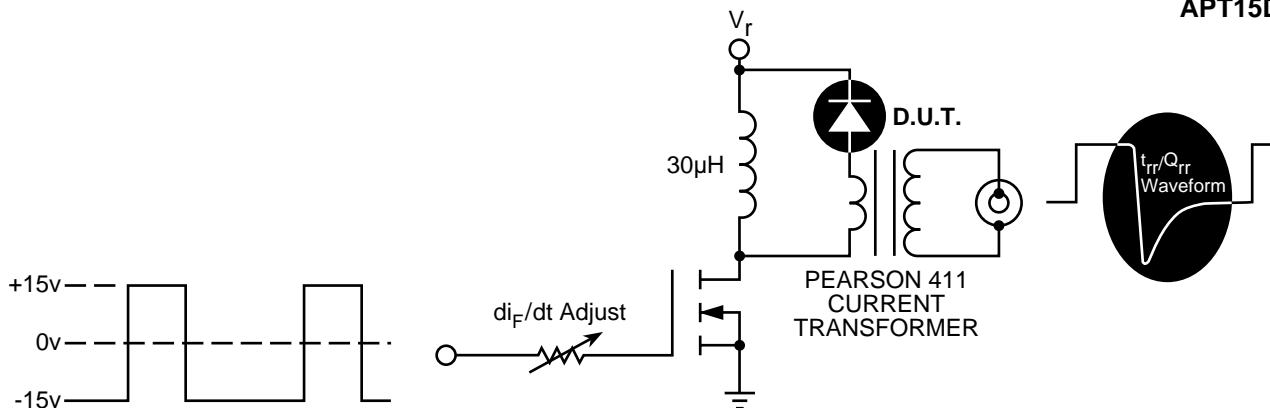 APT15D
Vr
D.U.T.
30µH
trr/Qrr
Waveform
PEARSON 411
CURRENT
TRANSFORMER
+15v
diF/dt Adjust
0v
-15v